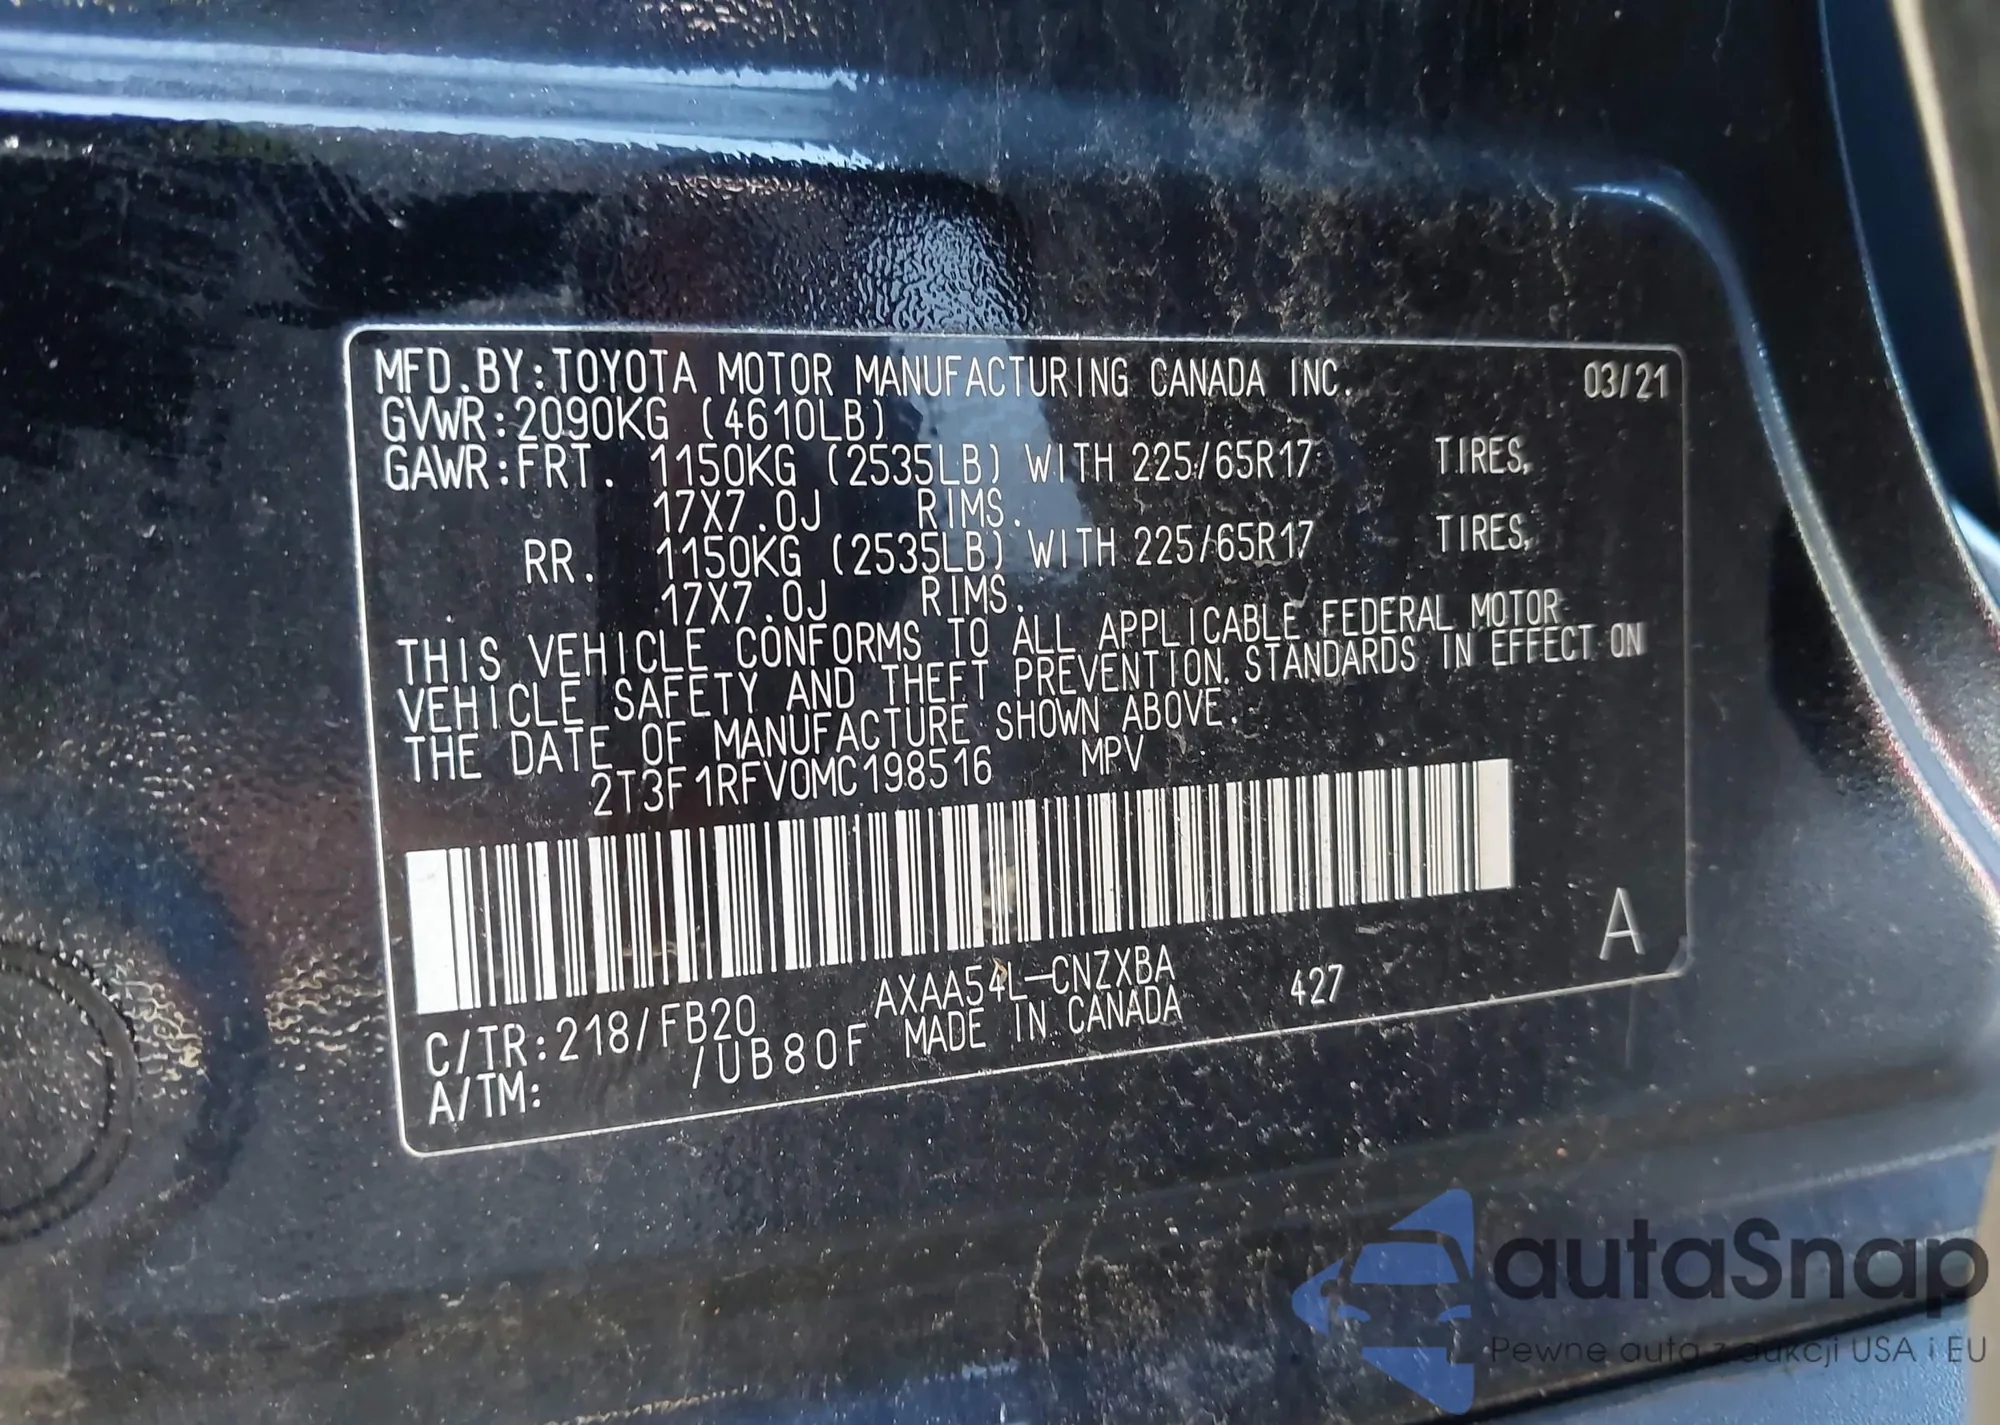 MFD.BY:TOYOTA MOTOR MANUFACTURING CANADA INC. 03/21
GVWR:2090KG (4610LB)
GAWR:FRT. 1150KG (2535LB) WITH 225/65R17 TIRES,
17X7.0J RIMS.
RR. 1150KG (2535LB) WITH 225/65R17 TIRES,
17X7.0J RIMS.
THIS VEHICLE CONFORMS TO ALL APPLICABLE FEDERAL MOTOR
VEHICLE SAFETY AND THEFT PREVENTION STANDARDS IN EFFECT ON
THE DATE OF MANUFACTURE SHOWN ABOVE.
2T3F1RFV0MC198516 MPV
A
C/TR:218/FB20 AXAA54L-CNZXBA 427
A/TM: /UB80F MADE IN CANADA
autaSnap
Pewne auta z aukcji USA i EU